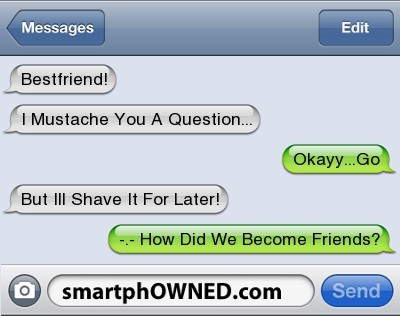 Messages
Edit
Bestfriend!
I Mustache You A Question...
Okayy...Go
But Ill Shave It For Later!
-.- How Did We Become Friends?
smartphOWNED.com
Send